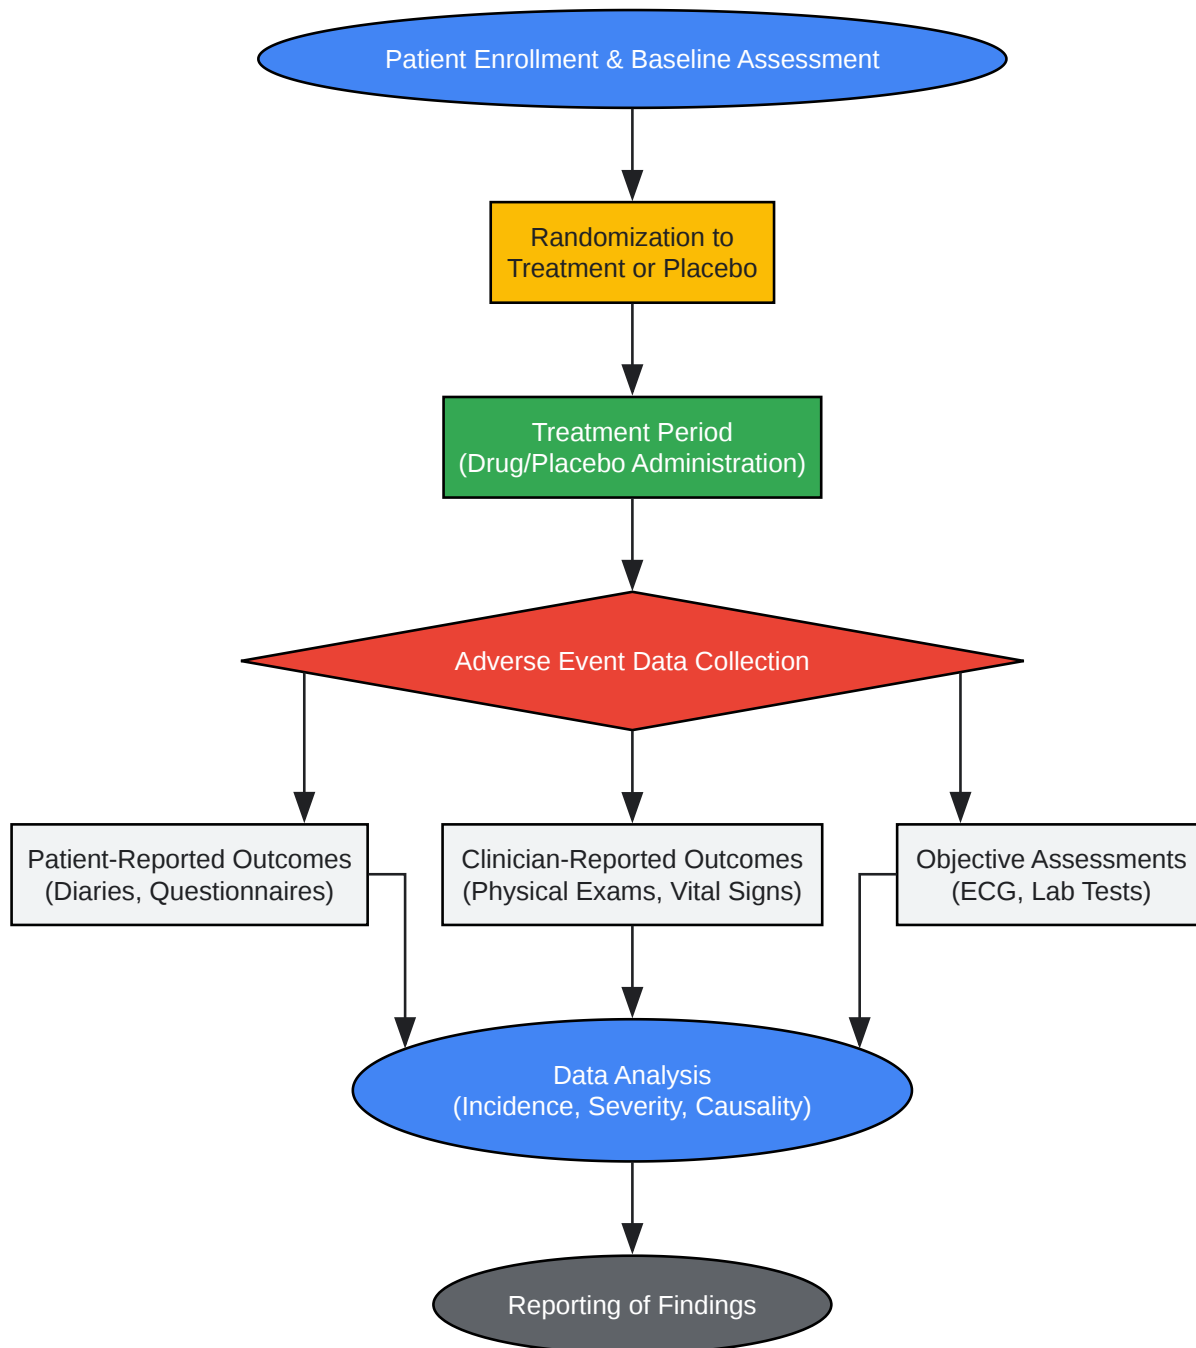 Patient Enrollment & Baseline Assessment
Randomization to
Treatment or Placebo
Treatment Period
(Drug/Placebo Administration)
Adverse Event Data Collection
Patient-Reported Outcomes
(Diaries, Questionnaires)
Clinician-Reported Outcomes
(Physical Exams, Vital Signs)
Objective Assessments
(ECG, Lab Tests)
Data Analysis
(Incidence, Severity, Causality)
Reporting of Findings